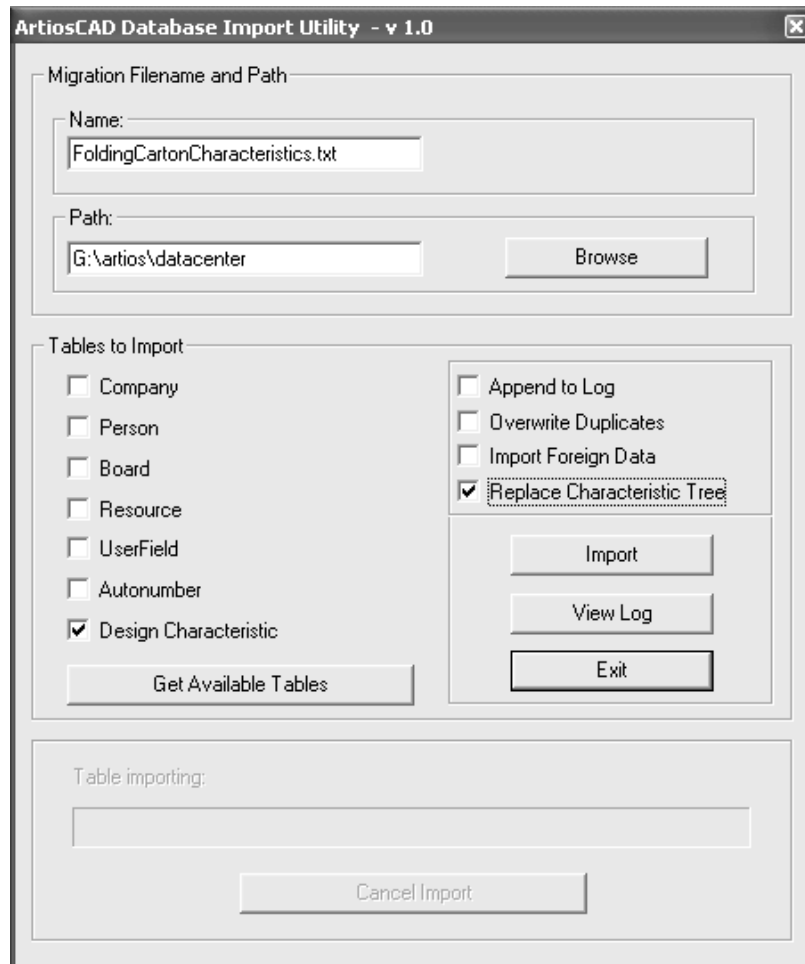 ArtiosCAD Database Import Utility - v 1.0
Migration Filename and Path
Name:
FoldingCartonCharacteristics.txt
Path:
G:\artios\datacenter
Browse
Tables to Import
Company
Person
Board
Resource
UserField
Autonumber
Design Characteristic
Get Available Tables
Append to Log
Overwrite Duplicates
Import Foreign Data
Replace Characteristic Tree
Import
View Log
Exit
Table importing:
Cancel Import